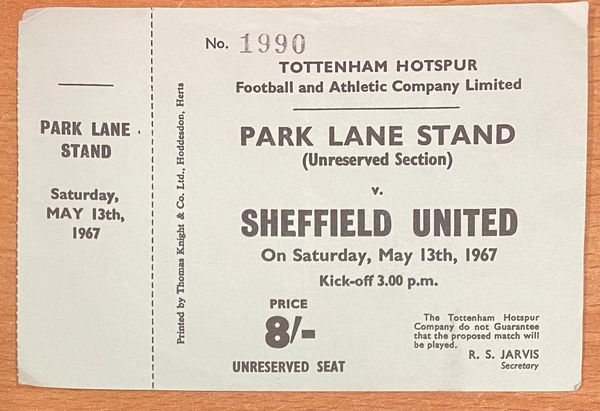 PARK LANE
STAND
Saturday,
MAY 13th,
1967
Printed by Thomas Knight & Co. Ltd., Hoddesdon, Herts
No. 1990
TOTTENHAM HOTSPUR
Football and Athletic Company Limited
PARK LANE STAND
(Unreserved Section)
v.
SHEFFIELD UNITED
On Saturday, May 13th, 1967
Kick-off 3.00 p.m.
PRICE
8/-
UNRESERVED SEAT
The Tottenham Hotspur
Company do not Guarantee
that the proposed match will
be played.
R. S. JARVIS
Secretary